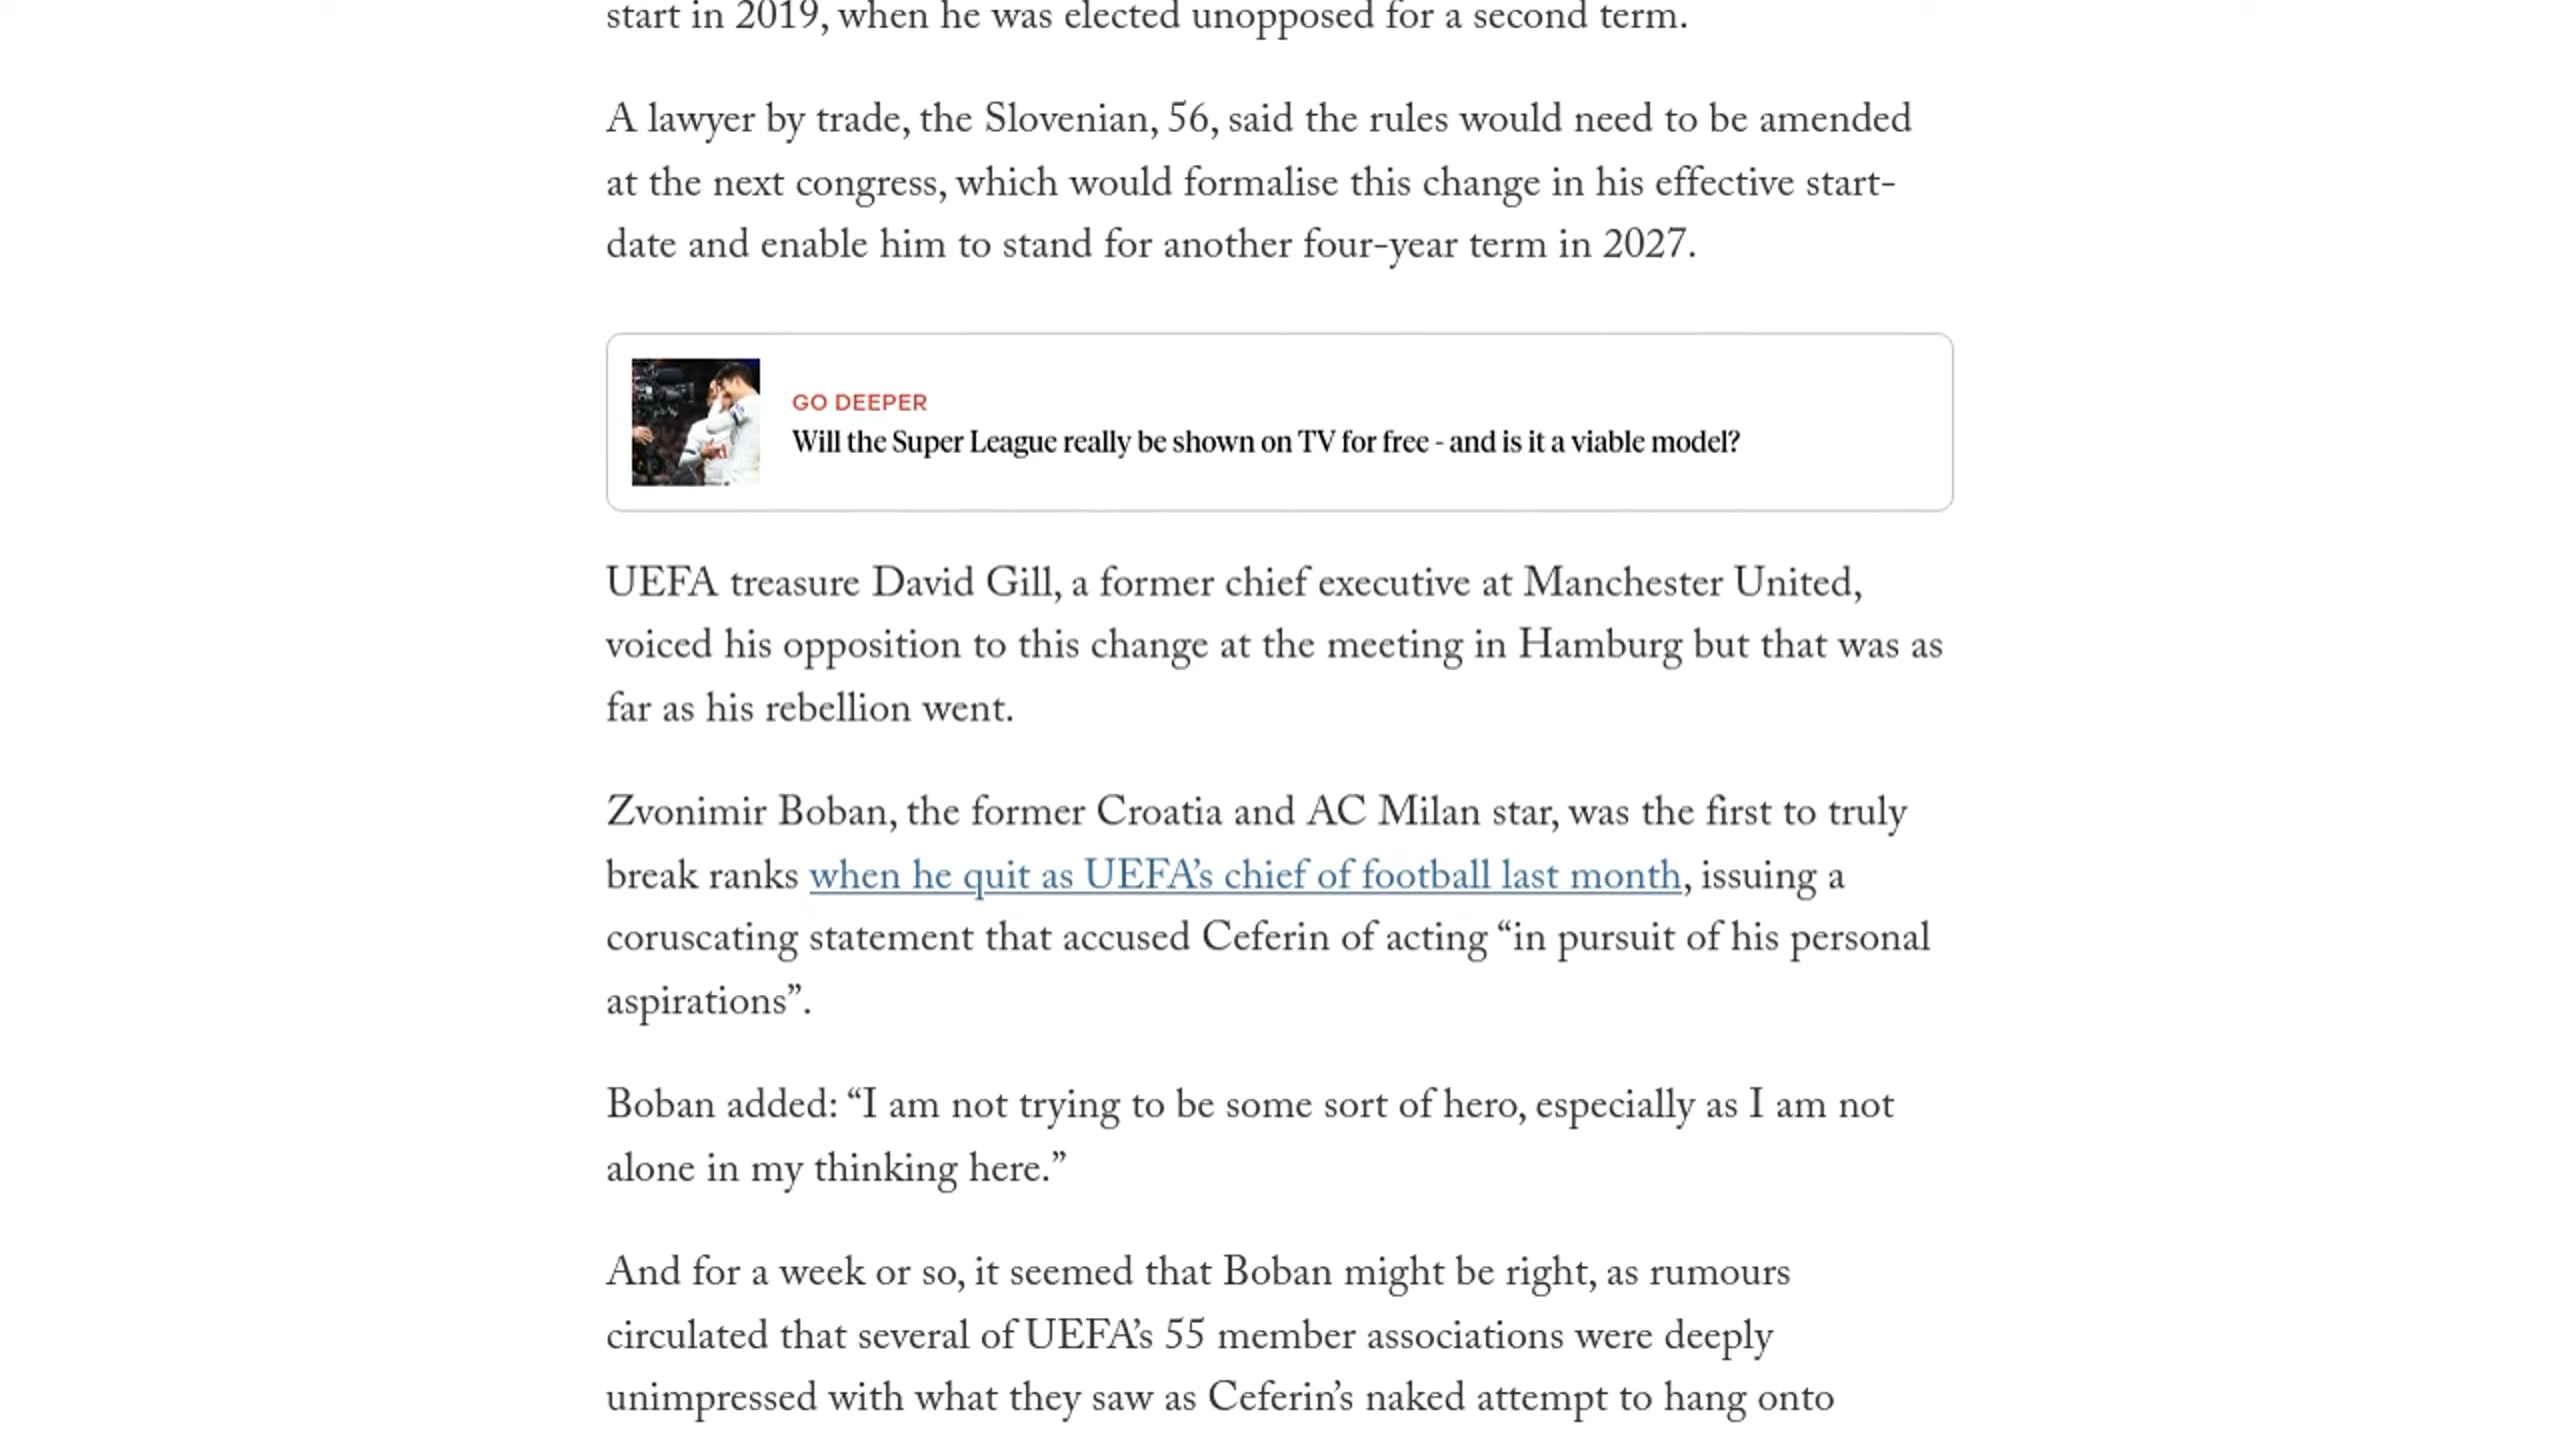 start in 2019, when he was elected unopposed for a second term.
A lawyer by trade, the Slovenian, 56, said the rules would need to be amended
at the next congress, which would formalise this change in his effective start-
date and enable him to stand for another four-year term in 2027.
GO DEEPER
Will the Super League really be shown on TV for free - and is it a viable model?
UEFA treasure David Gill, a former chief executive at Manchester United,
voiced his opposition to this change at the meeting in Hamburg but that was as
far as his rebellion went.
Zvonimir Boban, the former Croatia and AC Milan star, was the first to truly
break ranks when he quit as UEFA’s chief of football last month, issuing a
coruscating statement that accused Ceferin of acting “in pursuit of his personal
aspirations”.
Boban added: “I am not trying to be some sort of hero, especially as I am not
alone in my thinking here.”
And for a week or so, it seemed that Boban might be right, as rumours
circulated that several of UEFA’s 55 member associations were deeply
unimpressed with what they saw as Ceferin’s naked attempt to hang onto